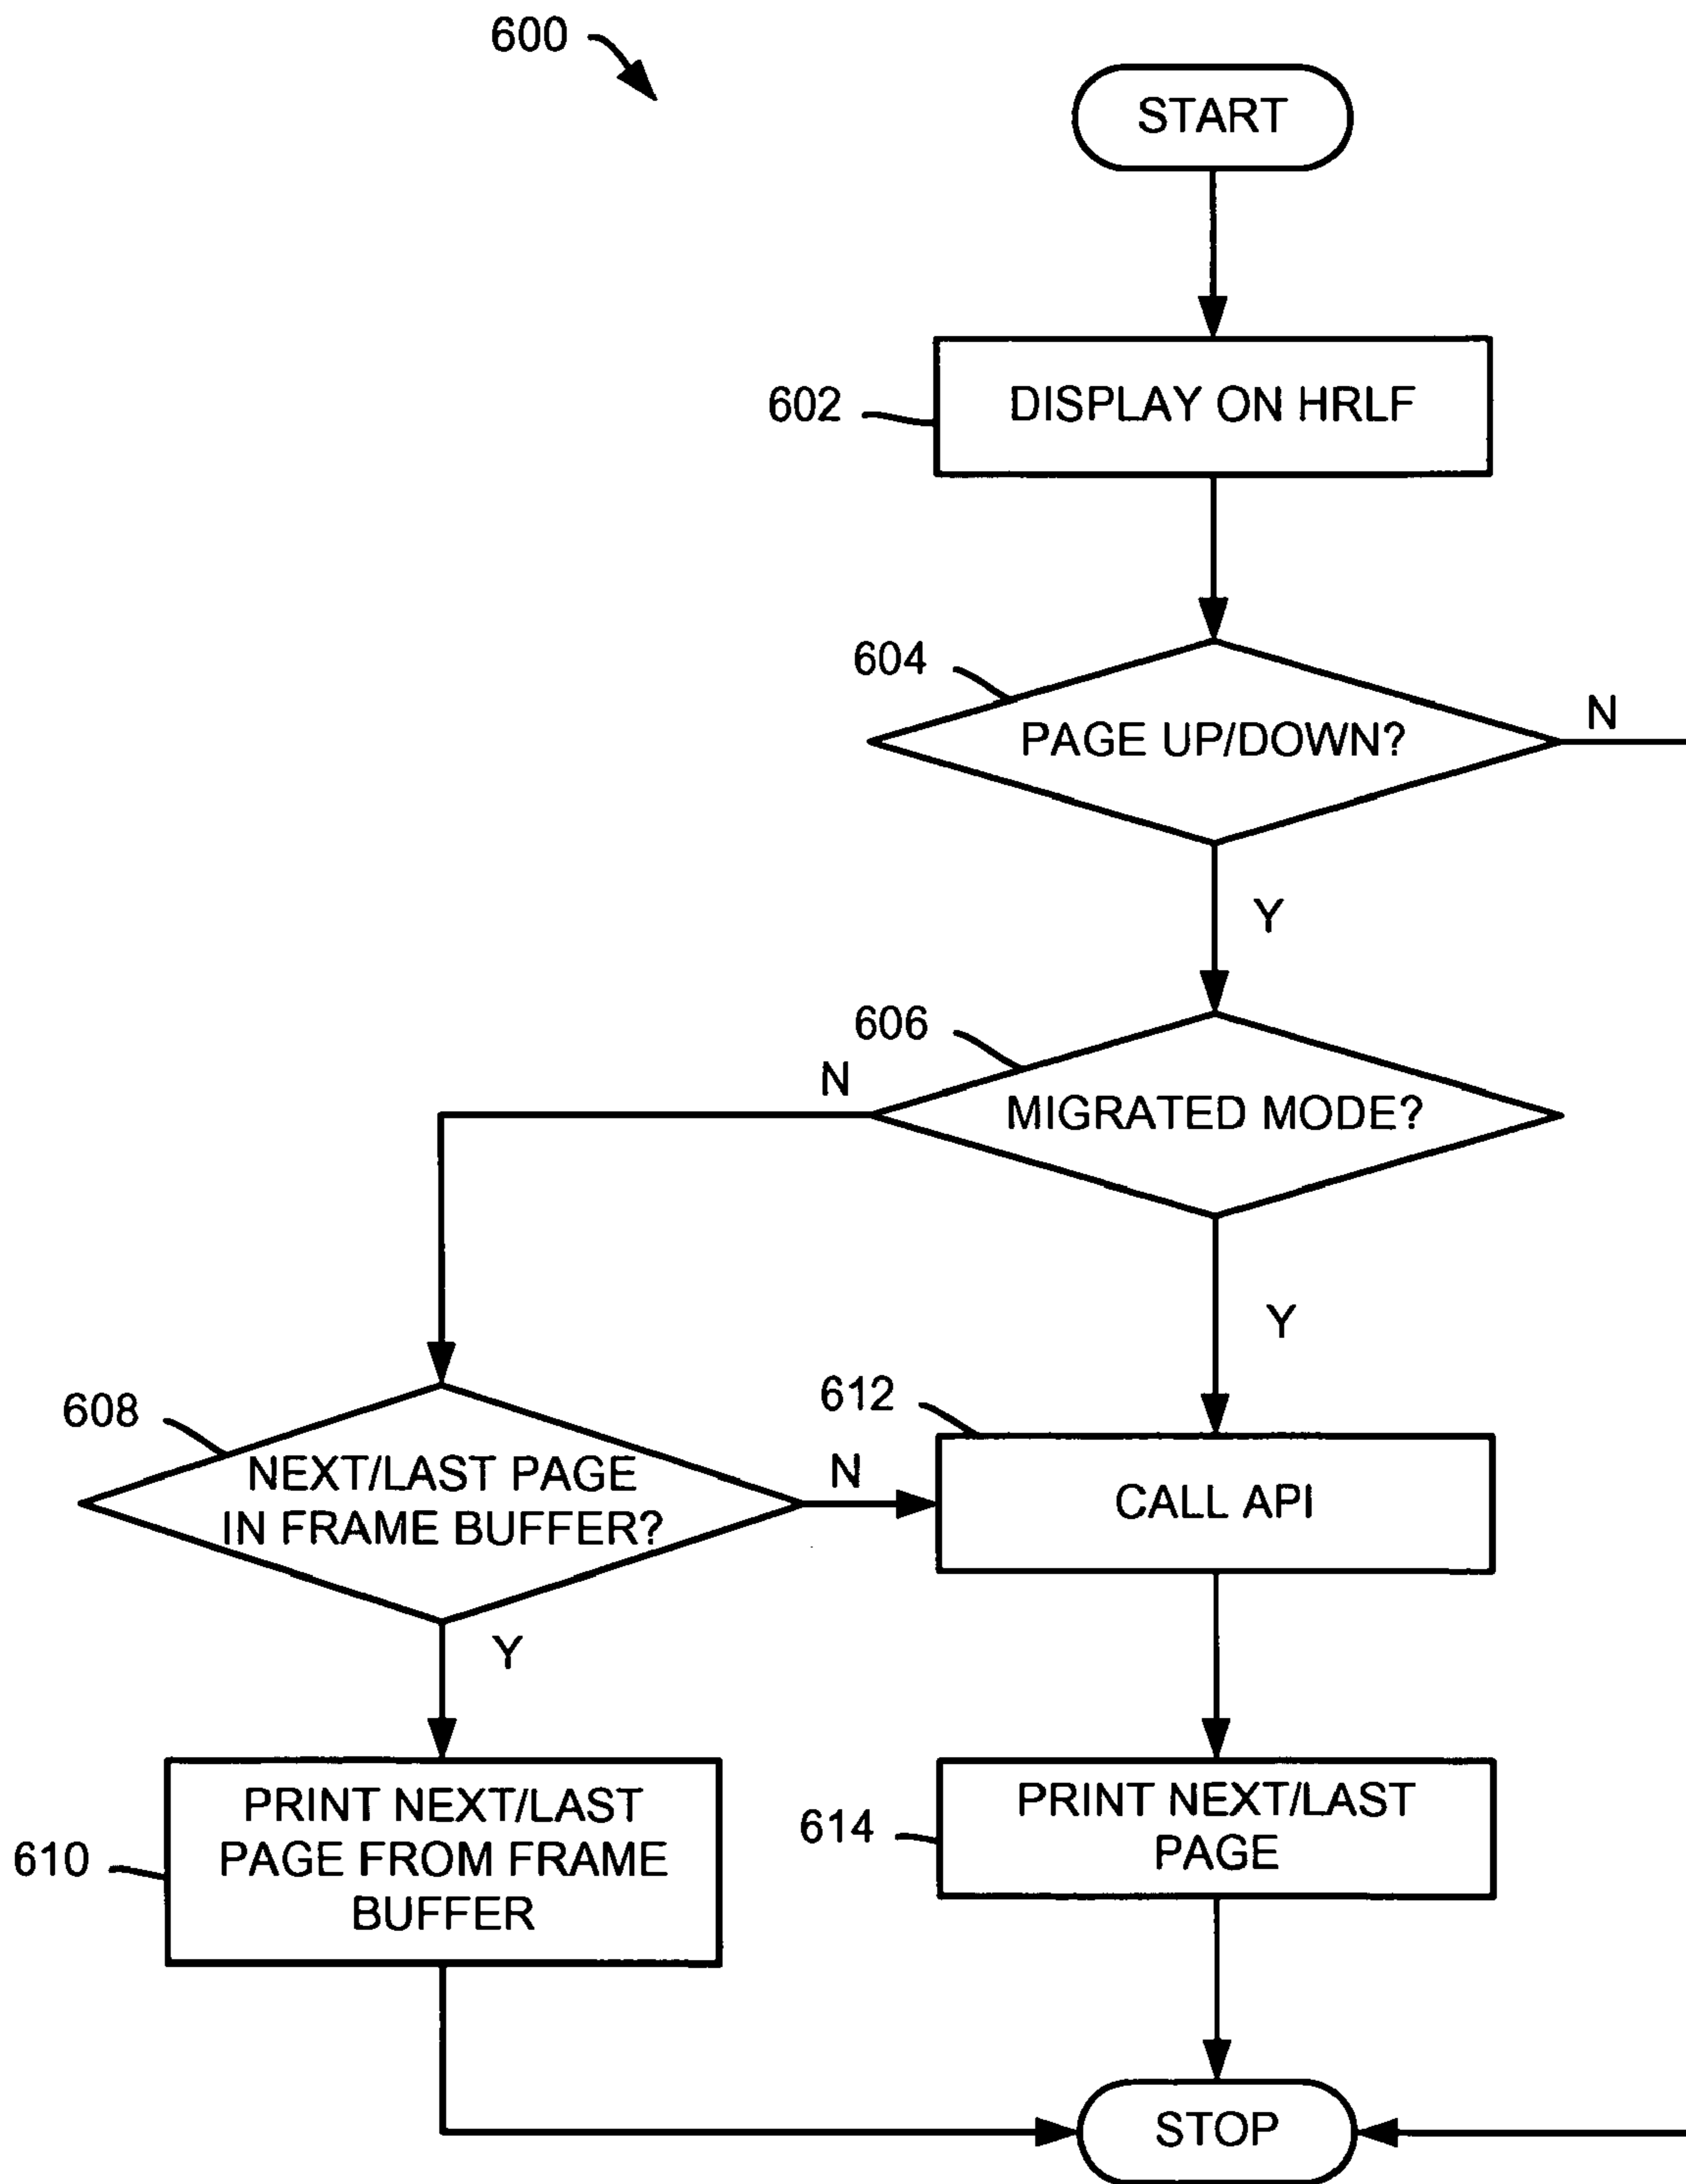 600
START
602
DISPLAY ON HRLF
604
PAGE UP/DOWN?
N
Y
606
N
MIGRATED MODE?
Y
608
NEXT/LAST PAGE
IN FRAME BUFFER?
N
612
CALL API
Y
610
PRINT NEXT/LAST
PAGE FROM FRAME
BUFFER
614
PRINT NEXT/LAST
PAGE
STOP